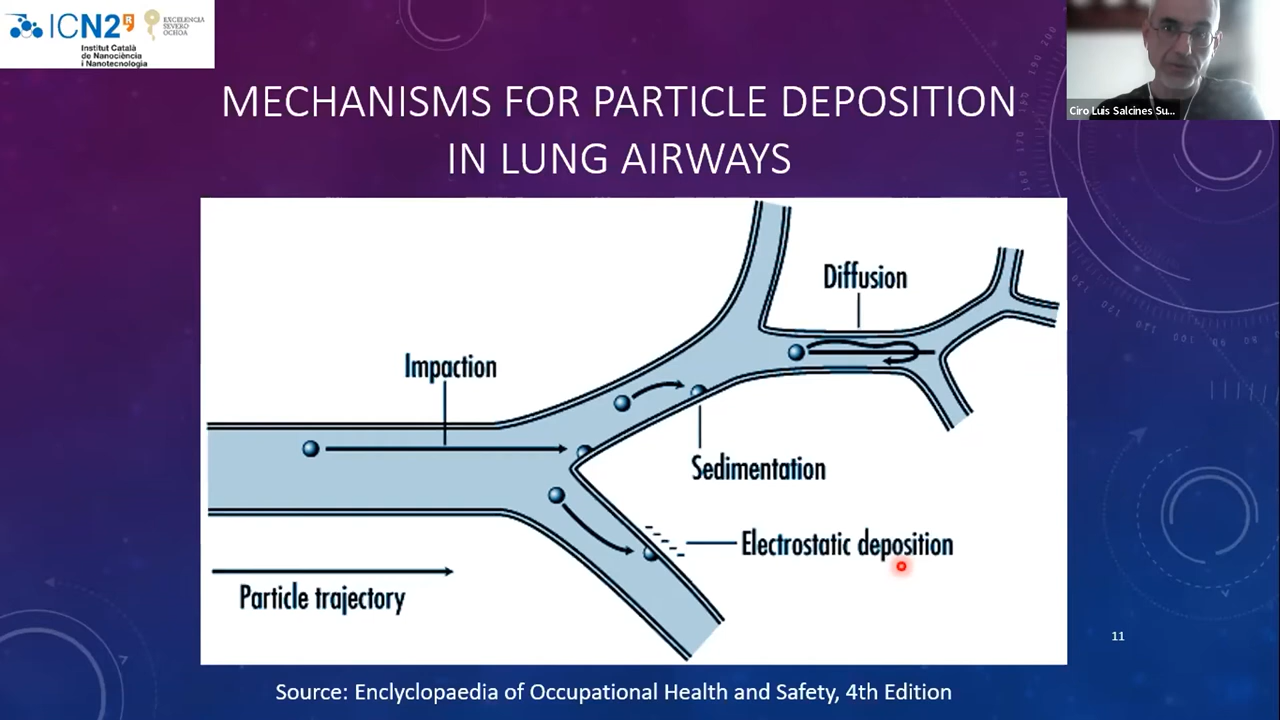 ICN2
Institut Català
de Nanociència
i Nanotecnologia
EXCELENCIA
SEVERO
OCHOA
Ciro Luis Salcines Su...
MECHANISMS FOR PARTICLE DEPOSITION
IN LUNG AIRWAYS
Diffusion
Impaction
Sedimentation
Electrostatic deposition
Particle trajectory
11
Source: Enclyclopaedia of Occupational Health and Safety, 4th Edition